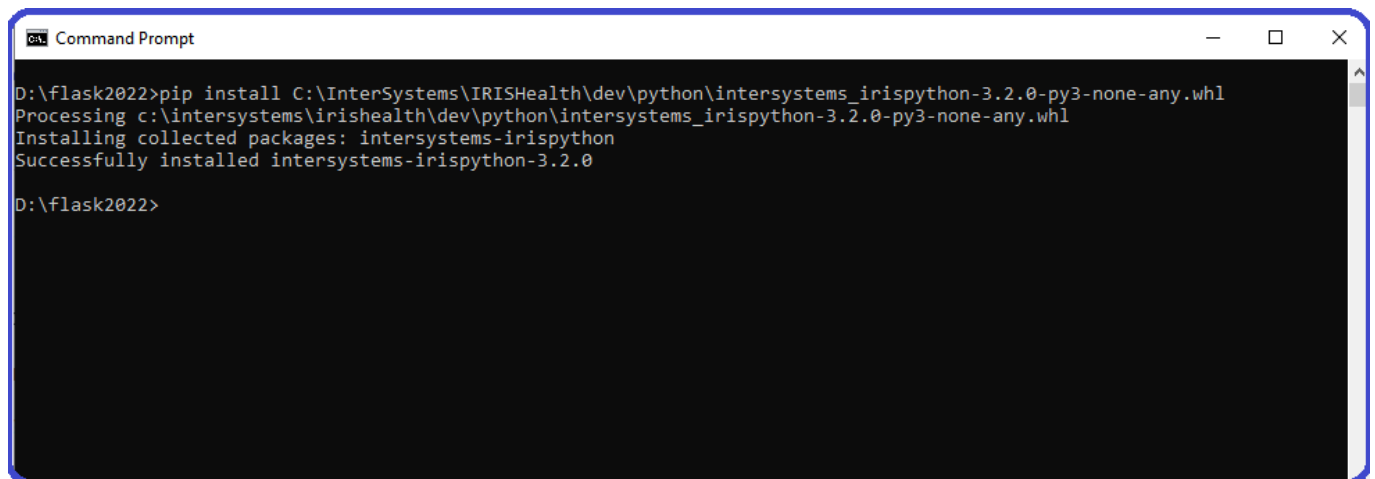 Command Prompt
D:\flask2022>pip install C:\InterSystems\IRISHealth\dev\python\intersystems_irispython-3.2.0-py3-none-any.whl
Processing c:\intersystems\irishealth\dev\python\intersystems_irispython-3.2.0-py3-none-any.whl
Installing collected packages: intersystems-irispython
Successfully installed intersystems-irispython-3.2.0
D:\flask2022>